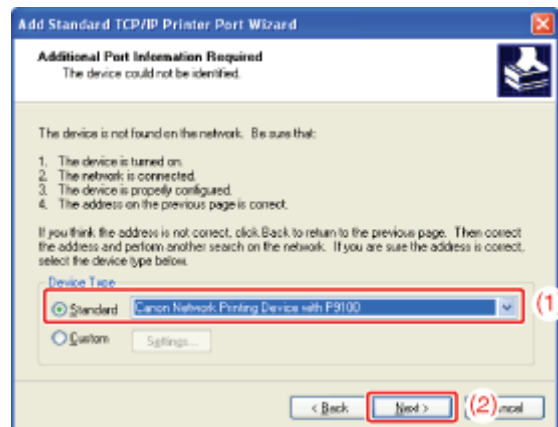 Add Standard TCP/IP Printer Port Wizard
Additional Port Information Required
The device could not be identified.
The device is not found on the network. Be sure that:
1. The device is turned on.
2. The network is connected.
3. The device is properly configured.
4. The address on the previous page is correct.
If you think the address is not correct, click Back to return to the previous page. Then correct
the address and perform another search on the network. If you are sure the address is correct,
select the device type below.
Device Type
Standard Canon Network Printing Device with P9100 (1)
Custom Settings...
< Back Next > (2) ncel